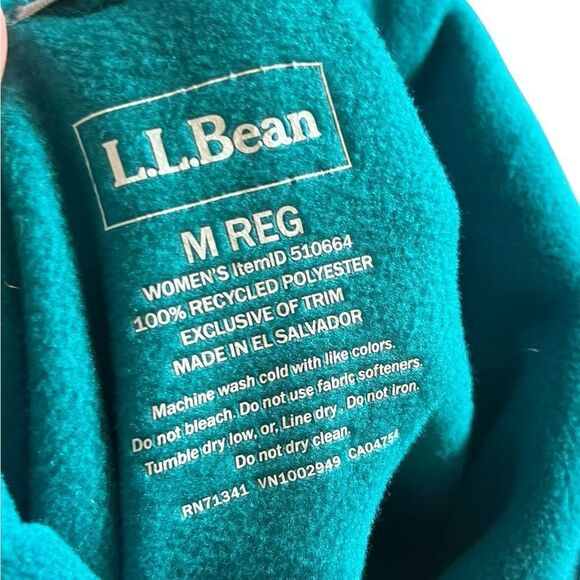 L.L.Bean
M REG
WOMEN'S ItemID 510664
100% RECYCLED POLYESTER
EXCLUSIVE OF TRIM
MADE IN EL SALVADOR
Machine wash cold with like colors.
Do not bleach. Do not use fabric softeners.
Tumble dry low, or, Line dry. Do not iron.
Do not dry clean.
RN71341 VN1002949